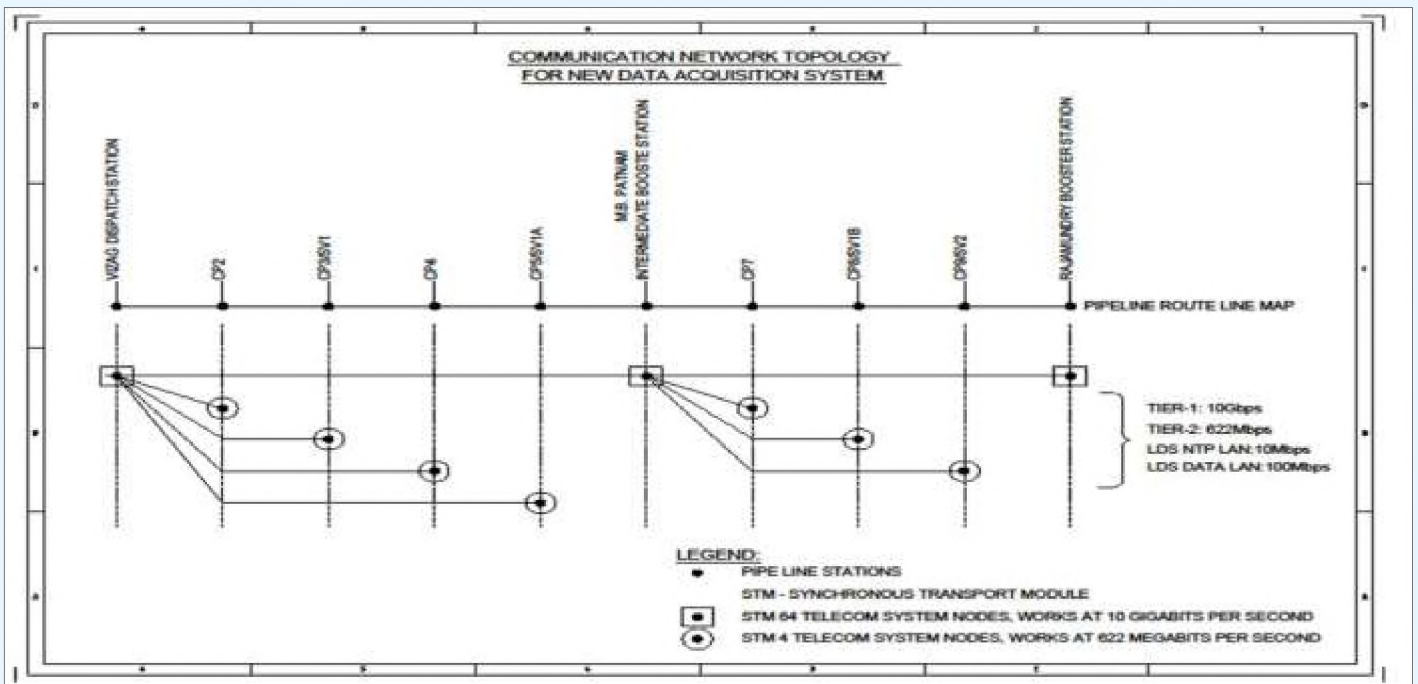 COMMUNICATION NETWORK TOPOLOGY
FOR NEW DATA ACQUISITION SYSTEM
VIZAG DISPATCH STATION
CP2
CP3/SV1
CP4
CP5/SV1A
M.B. PATNAM
INTERMEDIATE BOOSTE STATION
CP7
CP8/SV1B
CP9/SV2
RAJAMUNDRY BOOSTER STATION
PIPELINE ROUTE LINE MAP
TIER-1: 10Gbps
TIER-2: 622Mbps
LDS NTP LAN:10Mbps
LDS DATA LAN:100Mbps
LEGEND:
PIPE LINE STATIONS
STM - SYNCHRONOUS TRANSPORT MODULE
STM 64 TELECOM SYSTEM NODES, WORKS AT 10 GIGABITS PER SECOND
STM 4 TELECOM SYSTEM NODES, WORKS AT 622 MEGABITS PER SECOND